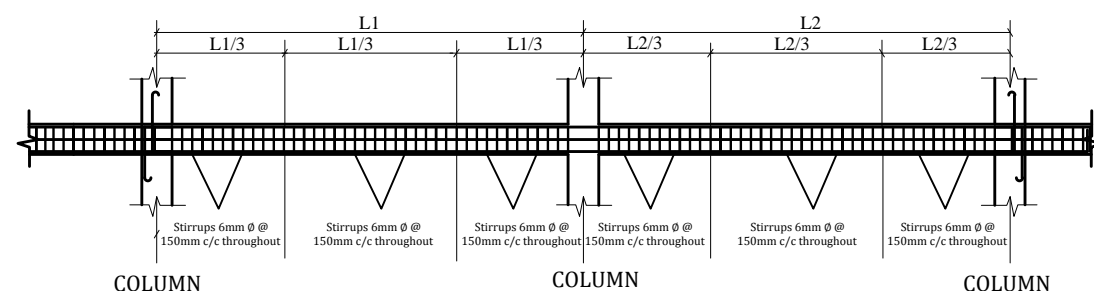 L1
L2
L1/3
L1/3
L1/3
L2/3
L2/3
L2/3
Stirrups 6mm Ø @
150mm c/c throughout
Stirrups 6mm Ø @
150mm c/c throughout
Stirrups 6mm Ø @
150mm c/c throughout
Stirrups 6mm Ø @
150mm c/c throughout
Stirrups 6mm Ø @
150mm c/c throughout
Stirrups 6mm Ø @
150mm c/c throughout
COLUMN
COLUMN
COLUMN